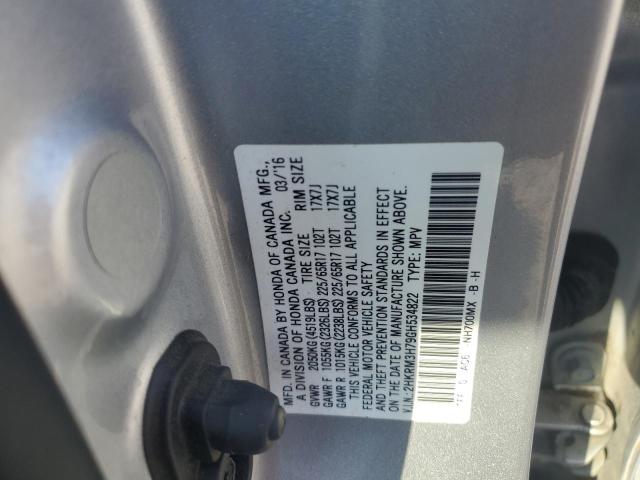 MFD. IN CANADA BY HONDA OF CANADA MFG.,
A DIVISION OF HONDA CANADA INC. 03/'16
GVWR 2050KG(4519LBS) TIRE SIZE RIM SIZE
GAWR F 1055KG(2326LBS) 225/65R17 102T 17X7J
GAWR R 1015KG(2238LBS) 225/65R17 102T 17X7J
THIS VEHICLE CONFORMS TO ALL APPLICABLE
FEDERAL MOTOR VEHICLE SAFETY
AND THEFT PREVENTION STANDARDS IN EFFECT
ON THE DATE OF MANUFACTURE SHOWN ABOVE.
V.I.N.: 2HKRM3H79GH534822 TYPE: MPV
NH700MX -B -H